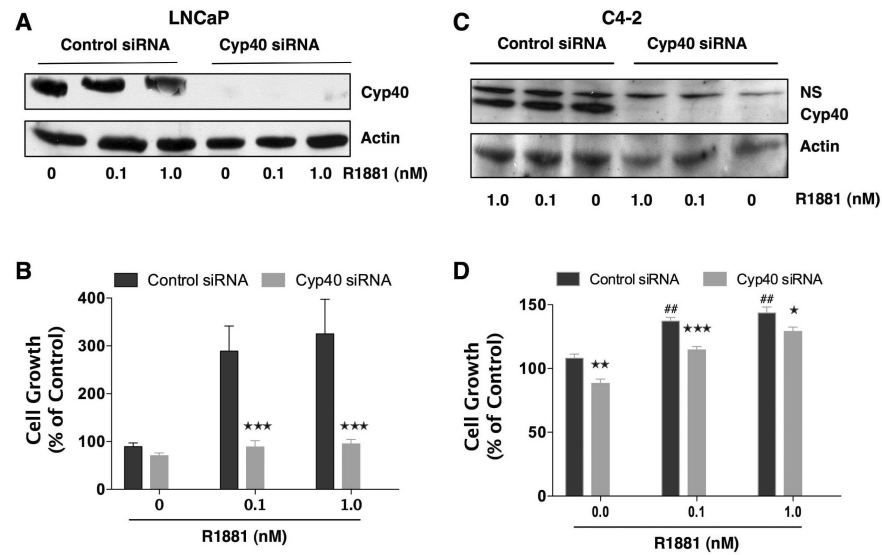 A
LNCaP
Control siRNA Cyp40 siRNA
Cyp40
Actin
0 0.1 1.0 0 0.1 1.0 R1881 (nM)
C
C4-2
Control siRNA Cyp40 siRNA
NS
Cyp40
Actin
1.0 0.1 0 1.0 0.1 0 R1881 (nM)
B
Control siRNA Cyp40 siRNA
Cell Growth
(% of Control)
400
300
200
100
0
★★★ ★★★
0 0.1 1.0
R1881 (nM)
D
Control siRNA Cyp40 siRNA
Cell Growth
(% of Control)
150
100
50
0
★★ ## ★★★ ## ★
0.0 0.1 1.0
R1881 (nM)